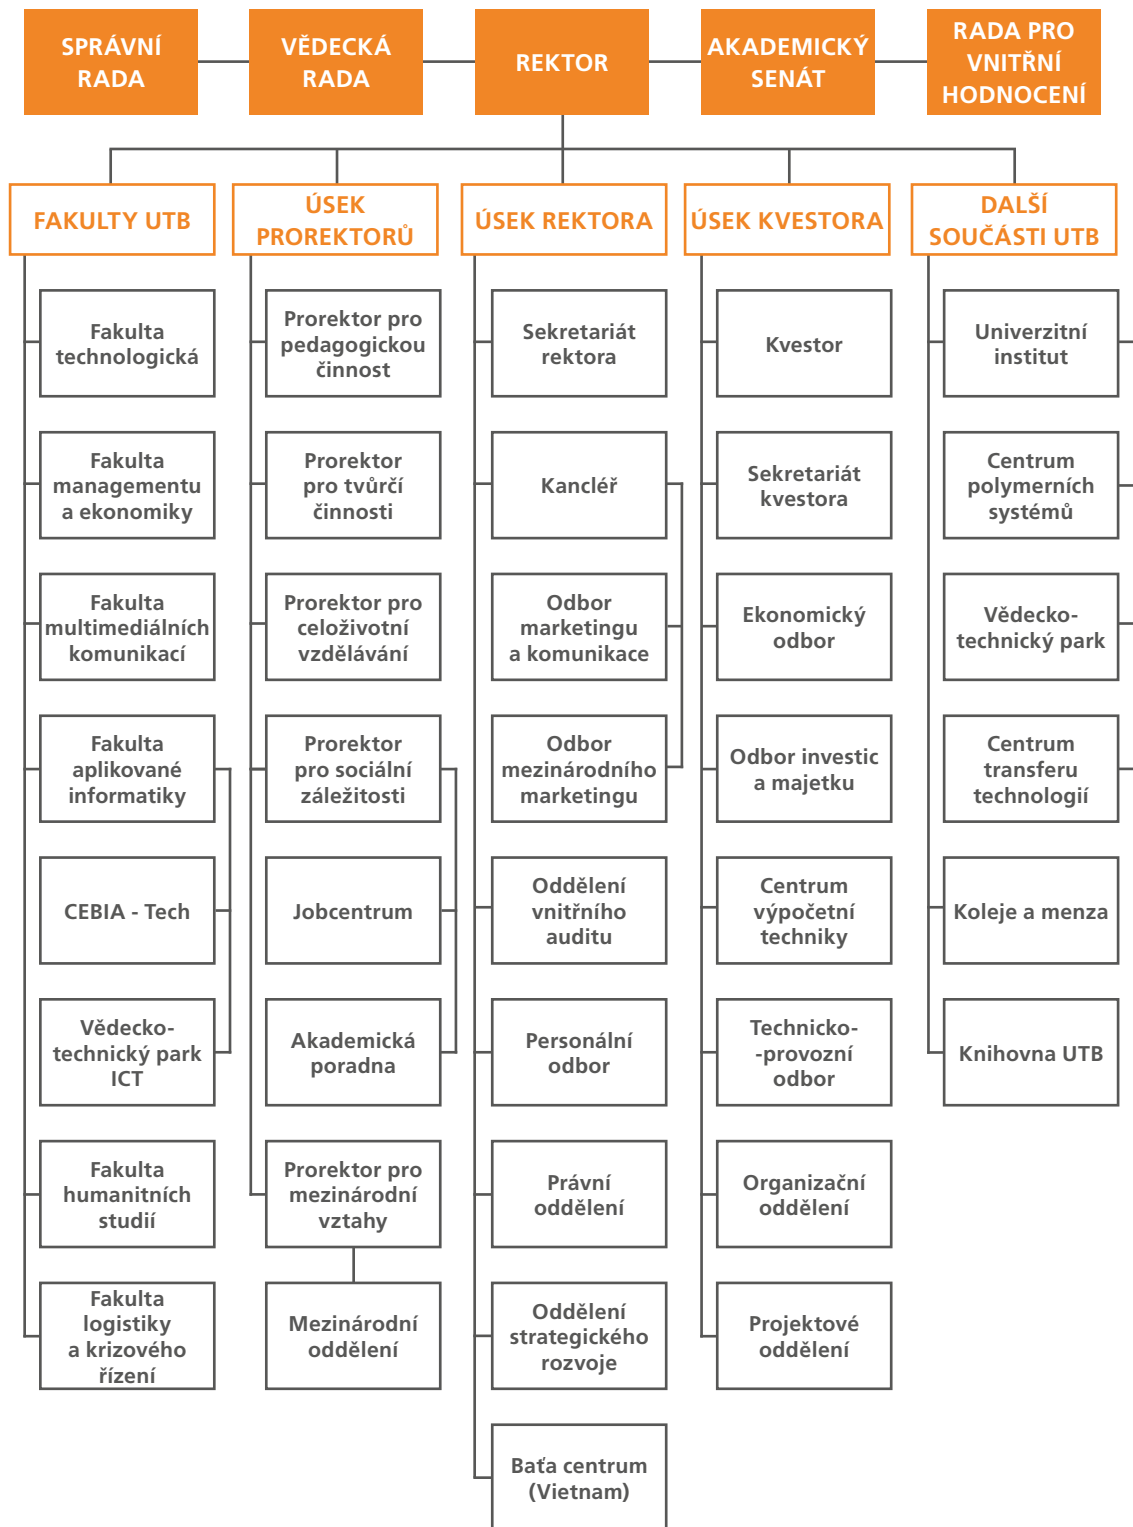 SPRÁVNÍ
RADA
VĚDECKÁ
RADA
REKTOR
AKADEMICKÝ
SENÁT
RADA PRO
VNITŘNÍ
HODNOCENÍ
FAKULTY UTB
ÚSEK
PROREKTORŮ
ÚSEK REKTORA
ÚSEK KVESTORA
DALŠÍ
SOUČÁSTI UTB
Fakulta
technologická
Fakulta
managementu
a ekonomiky
Fakulta
multimediálních
komunikací
Fakulta
aplikované
informatiky
CEBIA - Tech
Vědecko-
technický park
ICT
Fakulta
humanitních
studií
Fakulta
logistiky
a krizového
řízení
Prorektor pro
pedagogickou
činnost
Prorektor
pro tvůrčí
činnosti
Prorektor pro
celoživotní
vzdělávání
Prorektor
pro sociální
záležitosti
Jobcentrum
Akademická
poradna
Prorektor pro
mezinárodní
vztahy
Mezinárodní
oddělení
Sekretariát
rektora
Kancléř
Odbor
marketingu
a komunikace
Odbor
mezinárodního
marketingu
Oddělení
vnitřního
auditu
Personální
odbor
Právní
oddělení
Oddělení
strategického
rozvoje
Baťa centrum
(Vietnam)
Kvestor
Sekretariát
kvestora
Ekonomický
odbor
Odbor investic
a majetku
Centrum
výpočetní
techniky
Technicko-
-provozní
odbor
Organizační
oddělení
Projektové
oddělení
Univerzitní
institut
Centrum
polymerních
systémů
Vědecko-
technický park
Centrum
transferu
technologií
Koleje a menza
Knihovna UTB